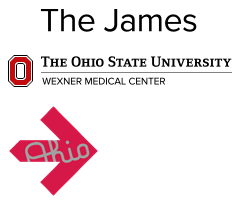 The James
THE OHIO STATE UNIVERSITY
WEXNER MEDICAL CENTER
Ohio